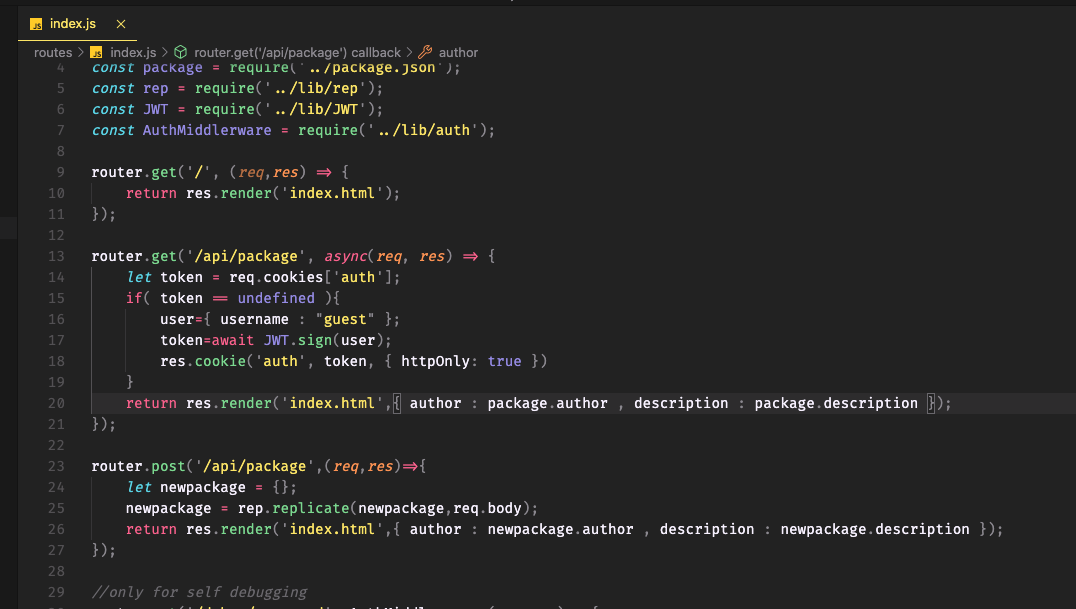 index.js ×
routes > index.js > router.get('/api/package') callback > author
4 const package = require('../package.json');
5 const rep = require('../lib/rep');
6 const JWT = require('../lib/JWT');
7 const AuthMiddlerware = require('../lib/auth');
8
9 router.get('/', (req,res) => {
10 return res.render('index.html');
11 });
12
13 router.get('/api/package', async(req, res) => {
14 let token = req.cookies['auth'];
15 if( token == undefined ){
16 user={ username : "guest" };
17 token=await JWT.sign(user);
18 res.cookie('auth', token, { httpOnly: true })
19 }
20 return res.render('index.html',{ author : package.author , description : package.description });
21 });
22
23 router.post('/api/package',(req,res)=>{
24 let newpackage = {};
25 newpackage = rep.replicate(newpackage,req.body);
26 return res.render('index.html',{ author : newpackage.author , description : newpackage.description });
27 });
28
29 //only for self debugging